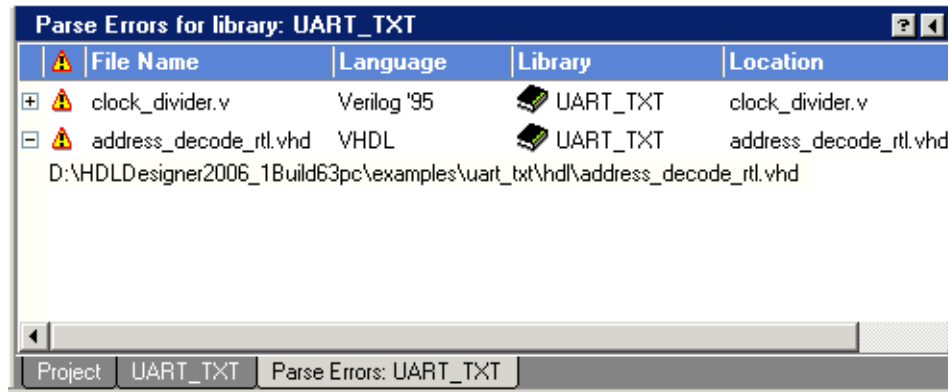 Parse Errors for library: UART_TXT
File Name Language Library Location
clock_divider.v Verilog '95 UART_TXT clock_divider.v
address_decode_rtl.vhd VHDL UART_TXT address_decode_rtl.vhd
D:\HDLDesigner2006_1Build63pc\examples\uart_txt\hdl\address_decode_rtl.vhd
Project UART_TXT Parse Errors: UART_TXT